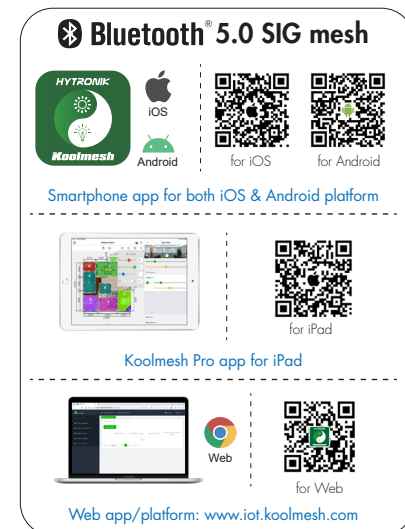 Bluetooth® 5.0 SIG mesh
HYTRONIK
Koolmesh
iOS
Android
for iOS
for Android
Smartphone app for both iOS & Android platform
for iPad
Koolmesh Pro app for iPad
Web
for Web
Web app/platform: www.iot.koolmesh.com